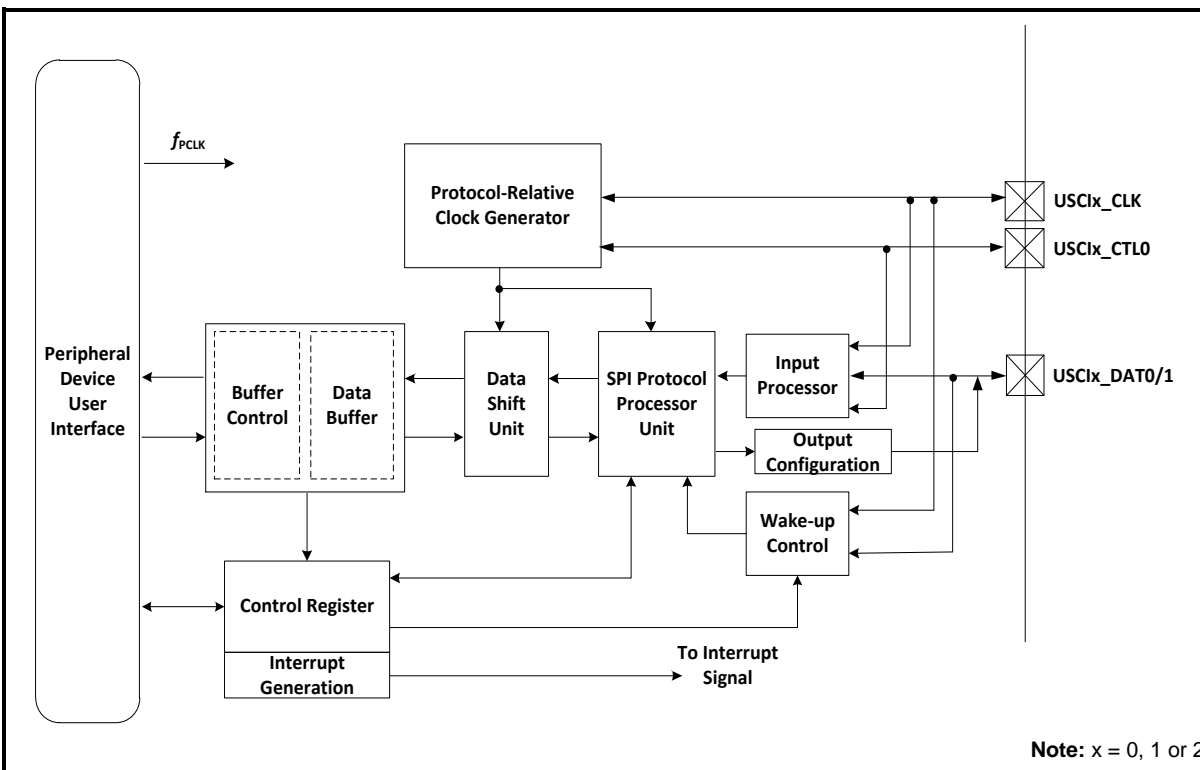 fPCLK
Protocol-Relative
Clock Generator
USCIx_CLK
USCIx_CTL0
Peripheral
Device
User
Interface
Buffer
Control
Data
Buffer
Data
Shift
Unit
SPI Protocol
Processor
Unit
Input
Processor
USCIx_DAT0/1
Output
Configuration
Wake-up
Control
Control Register
Interrupt
Generation
To Interrupt
Signal
Note: x = 0, 1 or 2